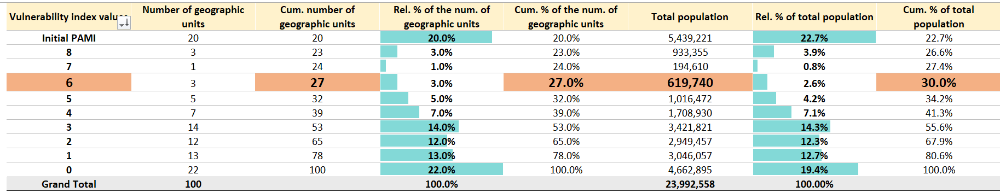 Vulnerability index value Number of geographic units Cum. number of geographic units Rel. % of the num. of geographic units Cum. % of the num. of geographic units Total population Rel. % of total population Cum. % of total population
Initial PAMI 20 20 20.0% 20.0% 5,439,221 22.7% 22.7%
8 3 23 3.0% 23.0% 933,355 3.9% 26.6%
7 1 24 1.0% 24.0% 194,610 0.8% 27.4%
6 3 27 3.0% 27.0% 619,740 2.6% 30.0%
5 5 32 5.0% 32.0% 1,016,472 4.2% 34.2%
4 7 39 7.0% 39.0% 1,708,930 7.1% 41.3%
3 14 53 14.0% 53.0% 3,421,821 14.3% 55.6%
2 12 65 12.0% 65.0% 2,949,457 12.3% 67.9%
1 13 78 13.0% 78.0% 3,046,057 12.7% 80.6%
0 22 100 22.0% 100.0% 4,662,895 19.4% 100.0%
Grand Total 100 100.0% 23,992,558 100.00%